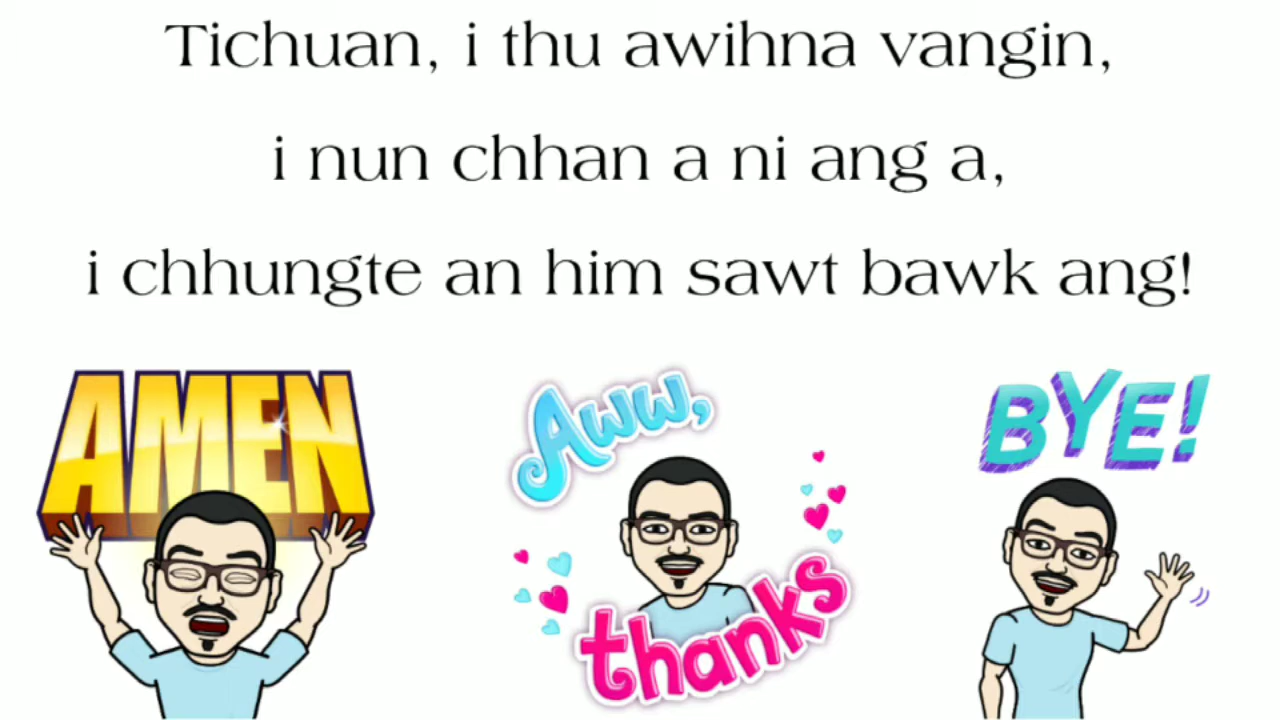 Tichuan, i thu awihna vangin,
i nun chhan a ni ang a,
i chhungte an him sawt bawk ang!
AMEN
Aww,
thanks
BYE!